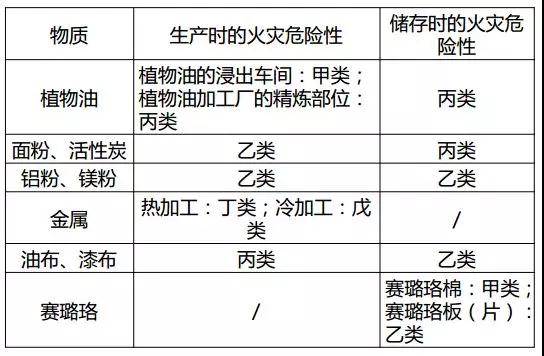 物质 生产时的火灾危险性 储存时的火灾危
险性
植物油 植物油的浸出车间：甲类；
植物油加工厂的精炼部位：
丙类 丙类
面粉、活性炭 乙类 丙类
铝粉、镁粉 乙类 乙类
金属 热加工：丁类；冷加工：戊
类 /
油布、漆布 丙类 乙类
赛璐珞 / 赛璐珞棉：甲类；
赛璐珞板（片）：
乙类